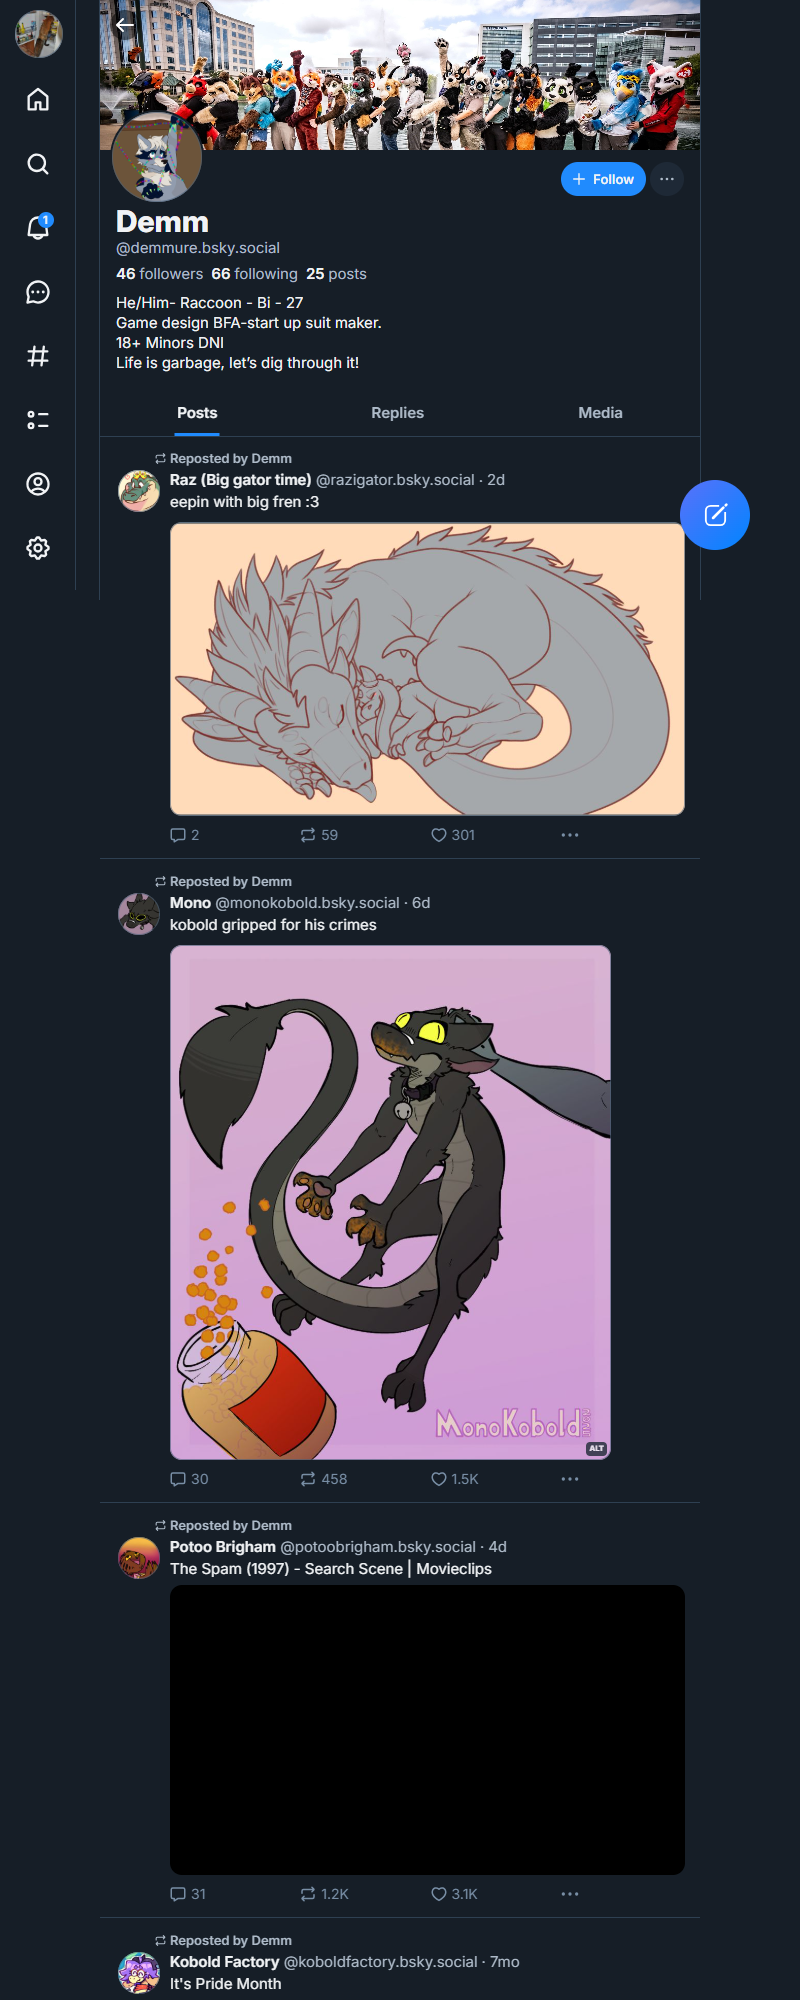 1
+ Follow
Demm
@demmure.bsky.social
46 followers 66 following 25 posts
He/Him- Raccoon - Bi - 27
Game design BFA-start up suit maker.
18+ Minors DNI
Life is garbage, let's dig through it!
Posts Replies Media
Reposted by Demm
Raz (Big gator time) @razigator.bsky.social · 2d
eepin with big fren :3
2 59 301
Reposted by Demm
Mono @monokobold.bsky.social · 6d
kobold gripped for his crimes
MonoKobold
ALT
30 458 1.5K
Reposted by Demm
Potoo Brigham @potoobrigham.bsky.social · 4d
The Spam (1997) - Search Scene | Movieclips
31 1.2K 3.1K
Reposted by Demm
Kobold Factory @koboldfactory.bsky.social · 7mo
It's Pride Month